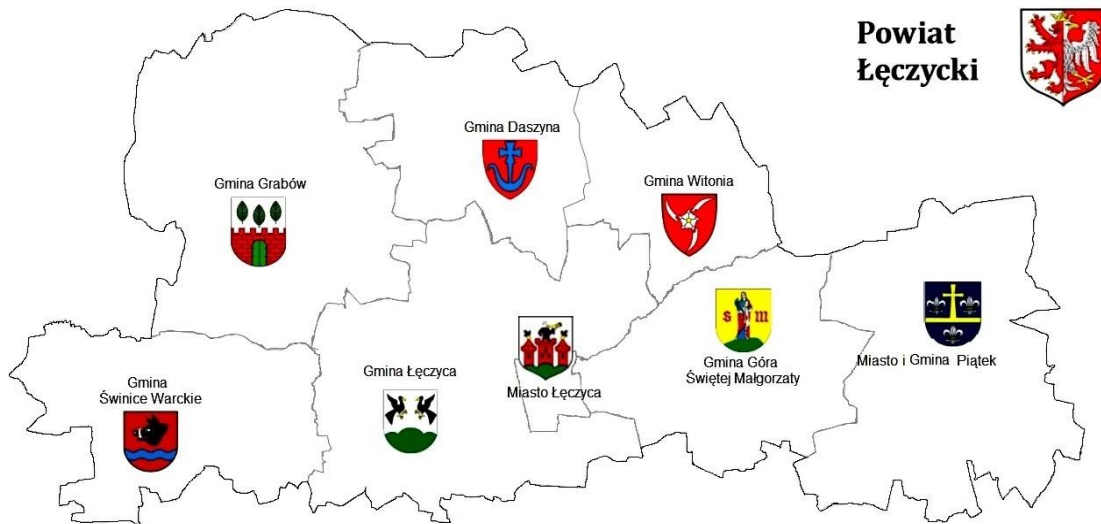 Powiat
Łęczycki
Gmina Daszyna
Gmina Grabów
Gmina Witonia
s m
Gmina Góra
Świętej Małgorzaty
Miasto i Gmina Piątek
Gmina Łęczyca
Miasto Łęczyca
Gmina
Świnice Warckie